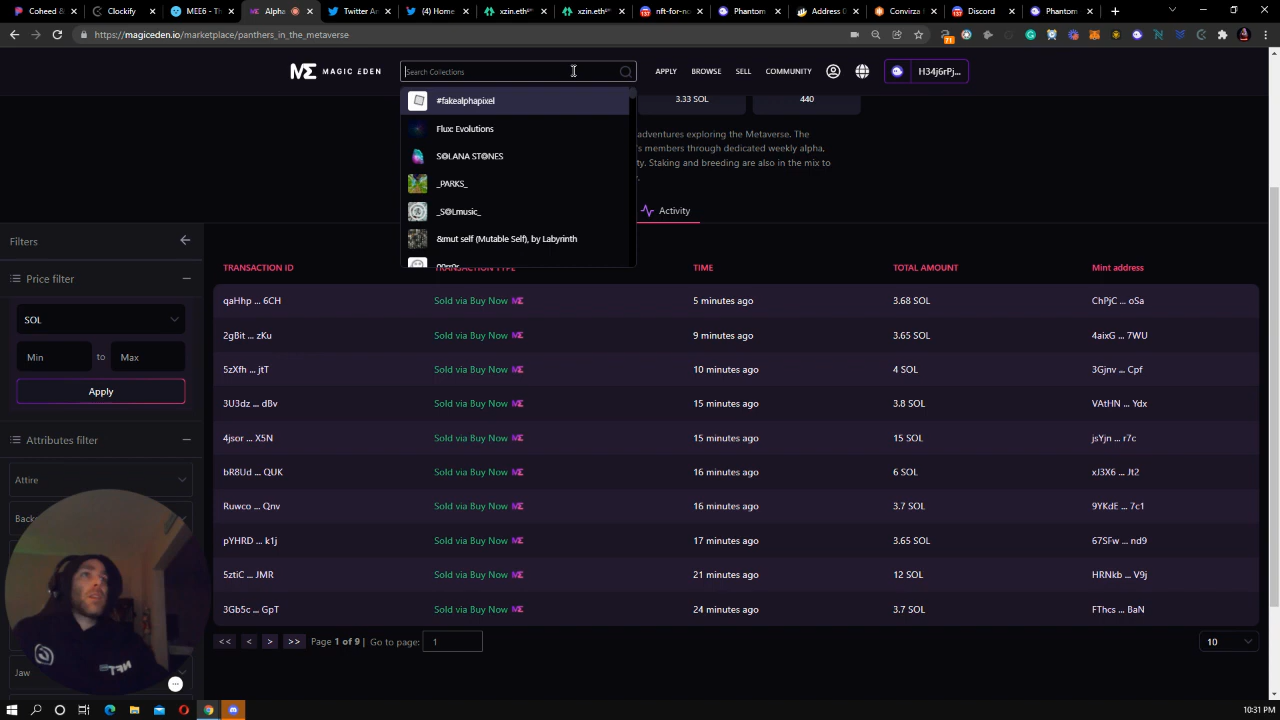 Coheed &
Clockify
MEE6 - T
Alpha
Twitter Ar
(4) Home
xzin.eth*
xzin.eth*
nft-for-no
Phantom
Address D
Convirza
Discord
Phantom
https://magiceden.io/marketplace/panthers_in_the_metaverse
71
MAGIC EDEN
Search Collections
APPLY
BROWSE
SELL
COMMUNITY
H34j6rPj...
#fakealphapixel
Flux Evolutions
S◎LANA ST◎NES
_PARKS_
_S◎Lmusic_
&mut self (Mutable Self), by Labyrinth
3.33 SOL
440
adventures exploring the Metaverse. The
's members through dedicated weekly alpha,
ty. Staking and breeding are also in the mix to
Activity
Filters
Price filter
SOL
Min to Max
Apply
Attributes filter
Attire
Back
Jaw
TRANSACTION ID TRANSACTION TYPE TIME TOTAL AMOUNT Mint address
qaHhp ... 6CH Sold via Buy Now 5 minutes ago 3.68 SOL ChPjC ... oSa
2gBit ... zKu Sold via Buy Now 9 minutes ago 3.65 SOL 4aixG ... 7WU
5zXfh ... jtT Sold via Buy Now 10 minutes ago 4 SOL 3Gjnv ... Cpf
3U3dz ... dBv Sold via Buy Now 15 minutes ago 3.8 SOL VAtHN ... Ydx
4jsor ... X5N Sold via Buy Now 15 minutes ago 15 SOL jsYjn ... r7c
bR8Ud ... QUK Sold via Buy Now 16 minutes ago 6 SOL xJ3X6 ... Jt2
Ruwco ... Qnv Sold via Buy Now 16 minutes ago 3.7 SOL 9YKdE ... 7c1
pYHRD ... k1j Sold via Buy Now 17 minutes ago 3.65 SOL 67SFw ... nd9
5ztiC ... JMR Sold via Buy Now 21 minutes ago 12 SOL HRNkb ... V9j
3Gb5c ... GpT Sold via Buy Now 24 minutes ago 3.7 SOL FThcs ... BaN
<< < > >> Page 1 of 9 | Go to page: 1
10
10:31 PM